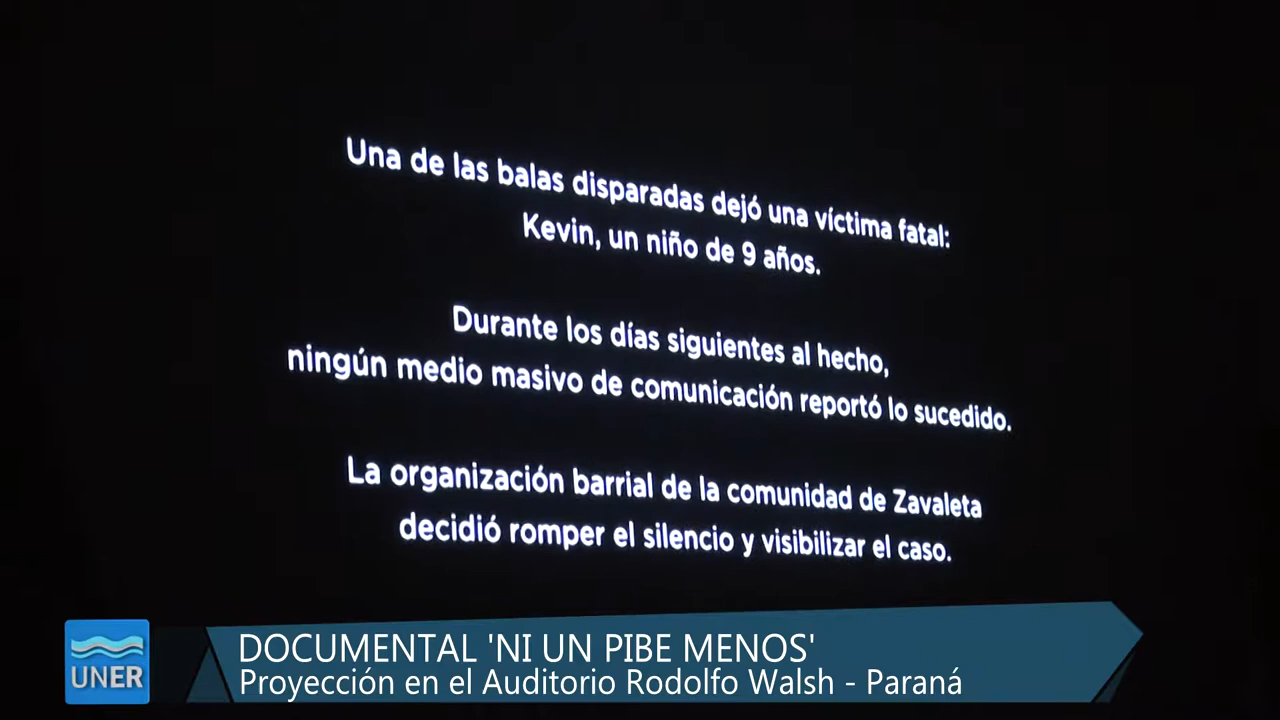 Una de las balas disparadas dejó una víctima fatal:
Kevin, un niño de 9 años.
Durante los días siguientes al hecho,
ningún medio masivo de comunicación reportó lo sucedido.
La organización barrial de la comunidad de Zavaleta
decidió romper el silencio y visibilizar el caso.
UNER
DOCUMENTAL 'NI UN PIBE MENOS'
Proyección en el Auditorio Rodolfo Walsh - Paraná